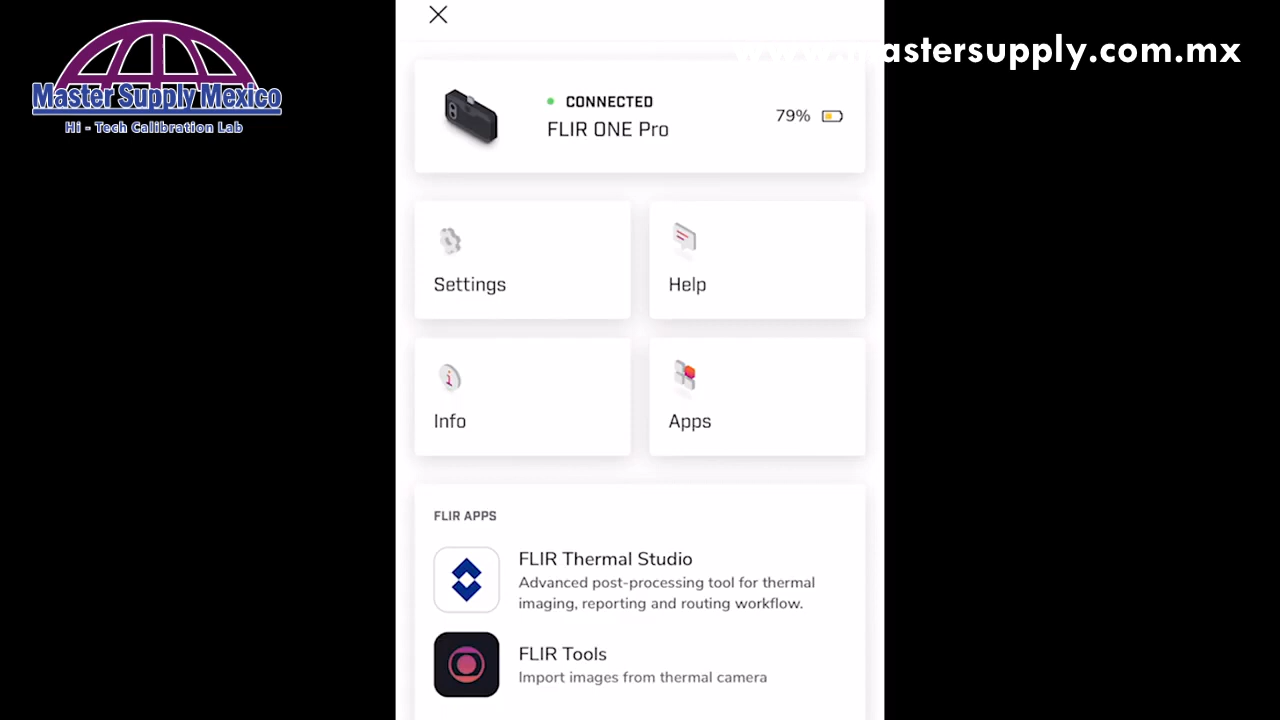 Master Supply Mexico
Hi - Tech Calibration Lab
www.mastersupply.com.mx
CONNECTED
FLIR ONE Pro
79%
Settings
Help
Info
Apps
FLIR APPS
FLIR Thermal Studio
Advanced post-processing tool for thermal
imaging, reporting and routing workflow.
FLIR Tools
Import images from thermal camera